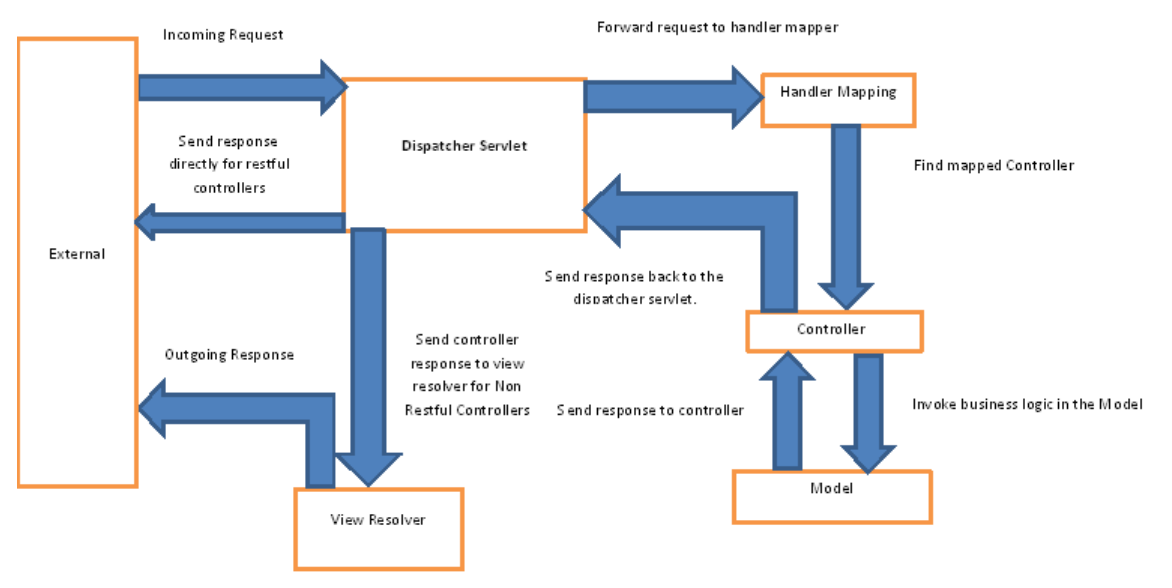 Incoming Request
Forward request to handler mapper
Handler Mapping
Send response
directly for restful
controllers
Dispatcher Servlet
Find mapped Controller
External
Send response back to the
dispatcher servlet.
Controller
Outgoing Response
Send controller
response to view
resolver for Non
Restful Controllers
Send response to controller
Invoke business logic in the Model
Model
View Resolver